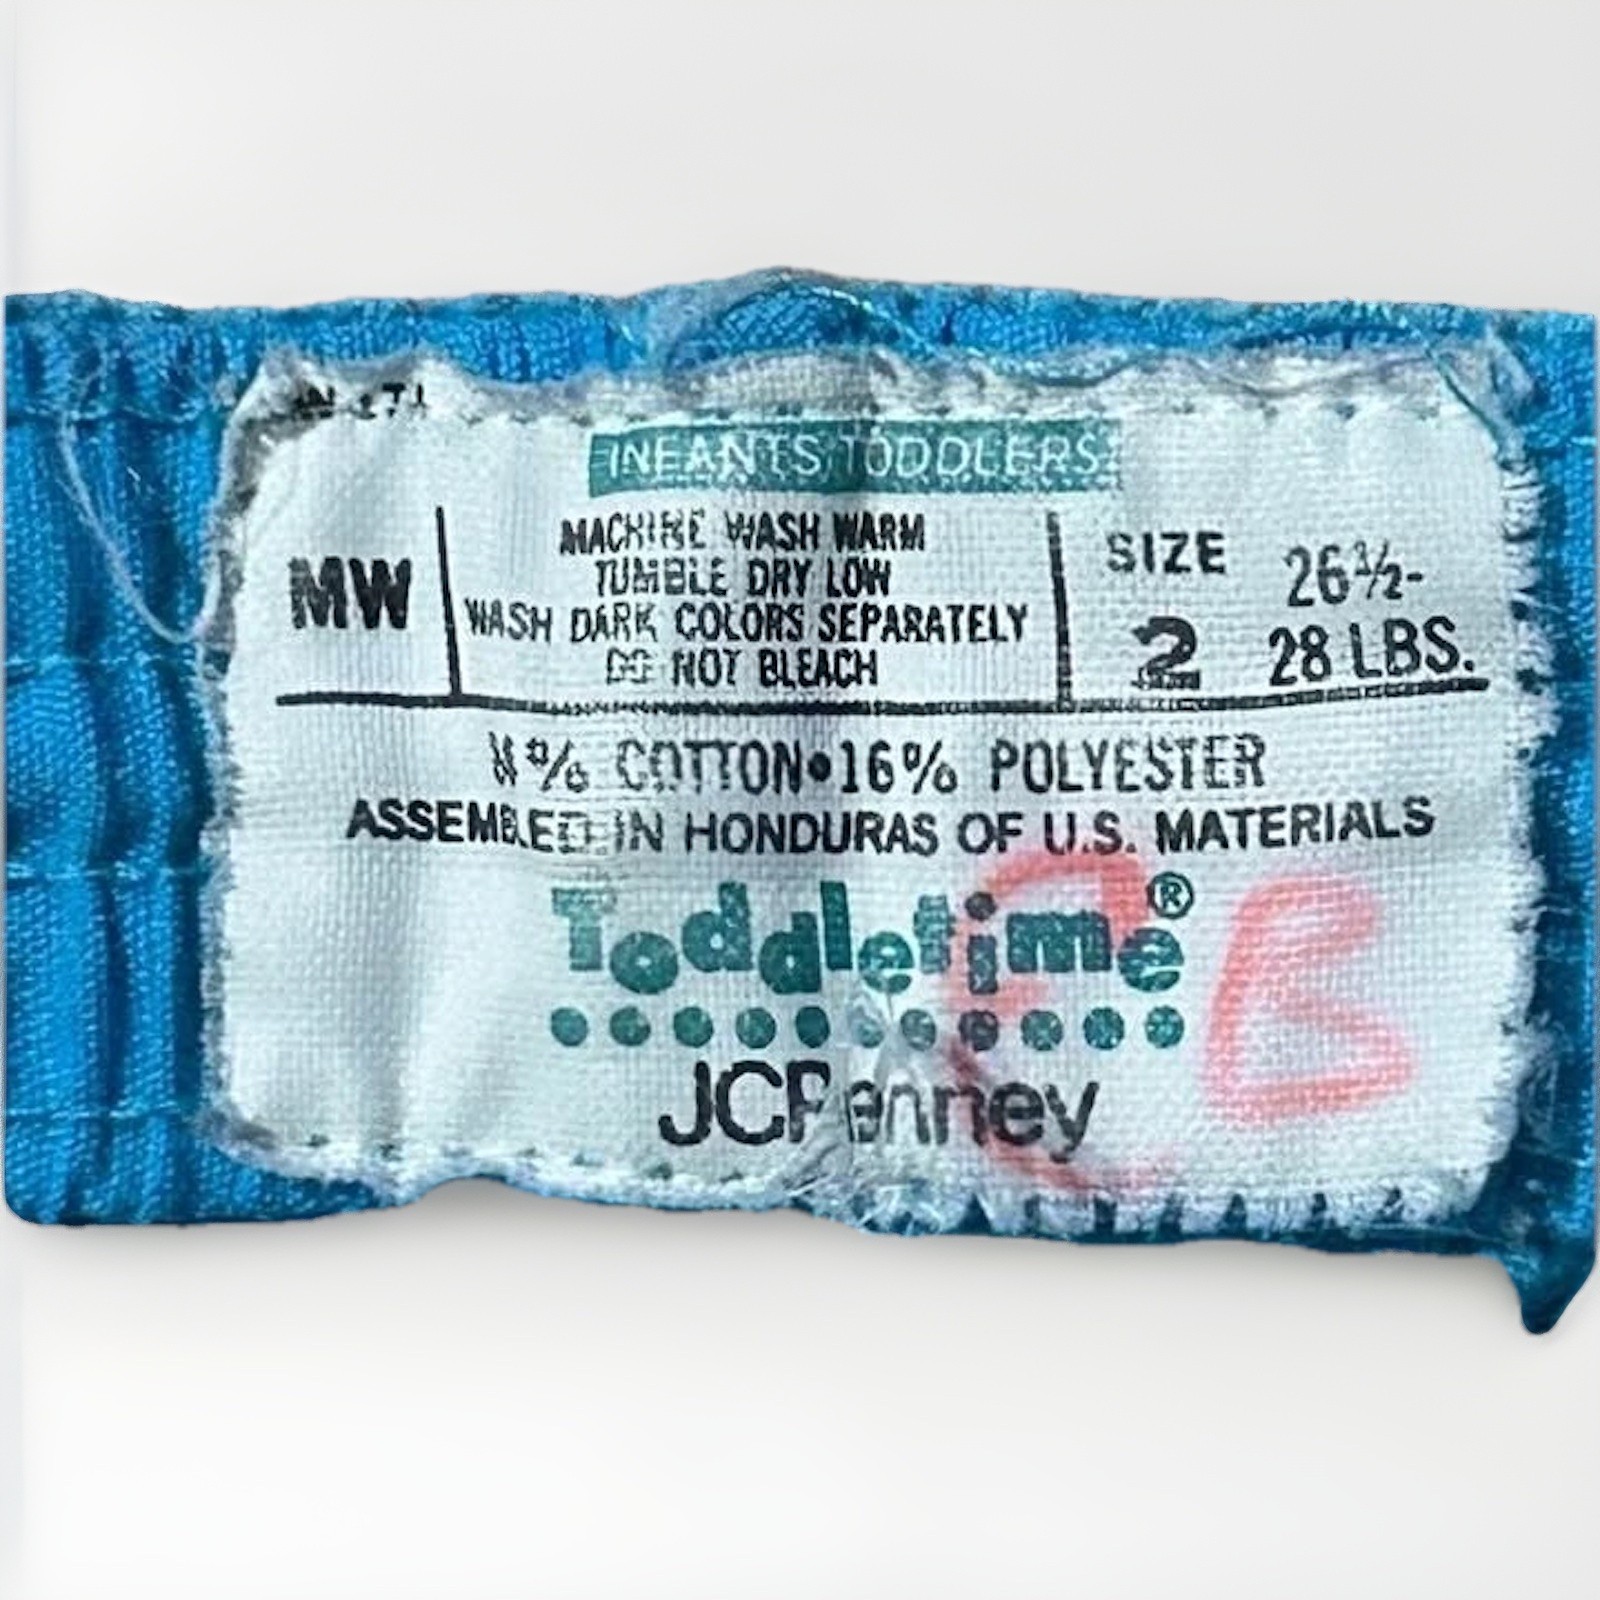 INFANTS/TODDLERS
MW
MACHINE WASH WARM
TUMBLE DRY LOW
WASH DARK COLORS SEPARATELY
DO NOT BLEACH
SIZE
2
26½-
28 LBS.
% COTTON•16% POLYESTER
ASSEMBLED IN HONDURAS OF U.S. MATERIALS
Toddletime®
JCPenney
B